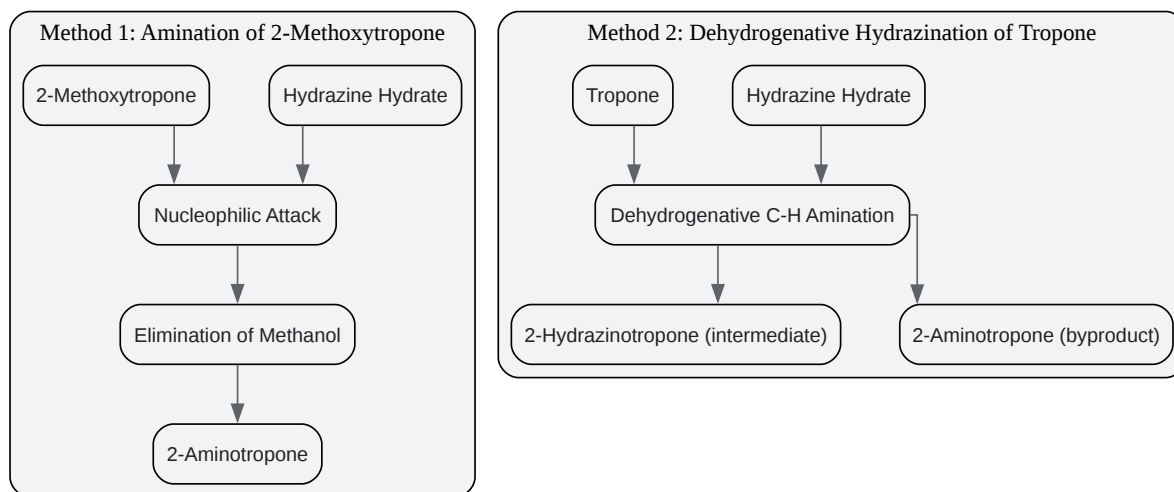 Method 1: Amination of 2-Methoxytropone
2-Methoxytropone
Hydrazine Hydrate
Nucleophilic Attack
Elimination of Methanol
2-Aminotropone
Method 2: Dehydrogenative Hydrazination of Tropone
Tropone
Hydrazine Hydrate
Dehydrogenative C-H Amination
2-Hydrazinotropone (intermediate)
2-Aminotropone (byproduct)